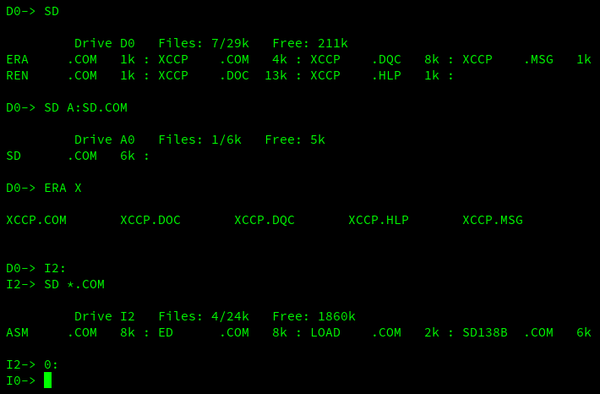 D0-> SD
Drive D0   Files: 7/29k   Free: 211k
ERA     .COM   1k : XCCP    .COM   4k : XCCP    .DQC   8k : XCCP    .MSG   1k
REN     .COM   1k : XCCP    .DOC  13k : XCCP    .HLP   1k :
D0-> SD A:SD.COM
Drive A0   Files: 1/6k   Free: 5k
SD      .COM   6k :
D0-> ERA X
XCCP.COM       XCCP.DOC       XCCP.DQC       XCCP.HLP       XCCP.MSG
D0-> I2:
I2-> SD *.COM
Drive I2   Files: 4/24k   Free: 1860k
ASM     .COM   8k : ED      .COM   8k : LOAD    .COM   2k : SD138B  .COM   6k
I2-> 0:
I0->